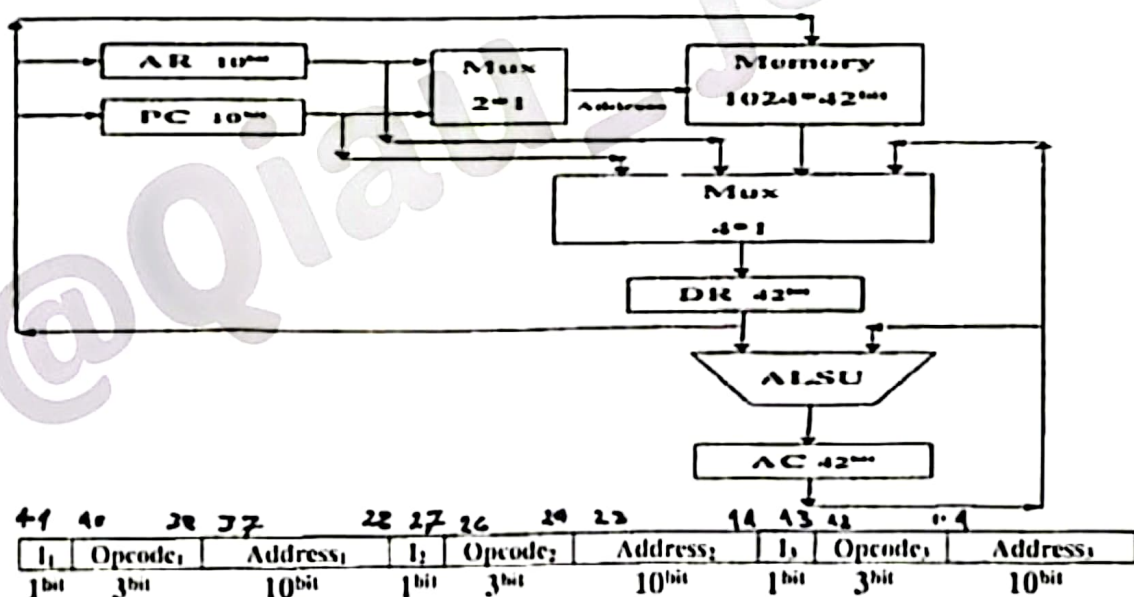 @Qiau_
AR 10bit
Mux
2*1
Memory
1024*42bit
PC 10bit
Address
Mux
4*1
DR 42bit
ALSU
AC 42bit
41 40 38 37 28 27 26 24 23 14 13 12
I₁ Opcode₁ Address₁ I₂ Opcode₂ Address₂ I₃ Opcode₃ Address₃
1bit 3bit 10bit 1bit 3bit 10bit 1bit 3bit 10bit